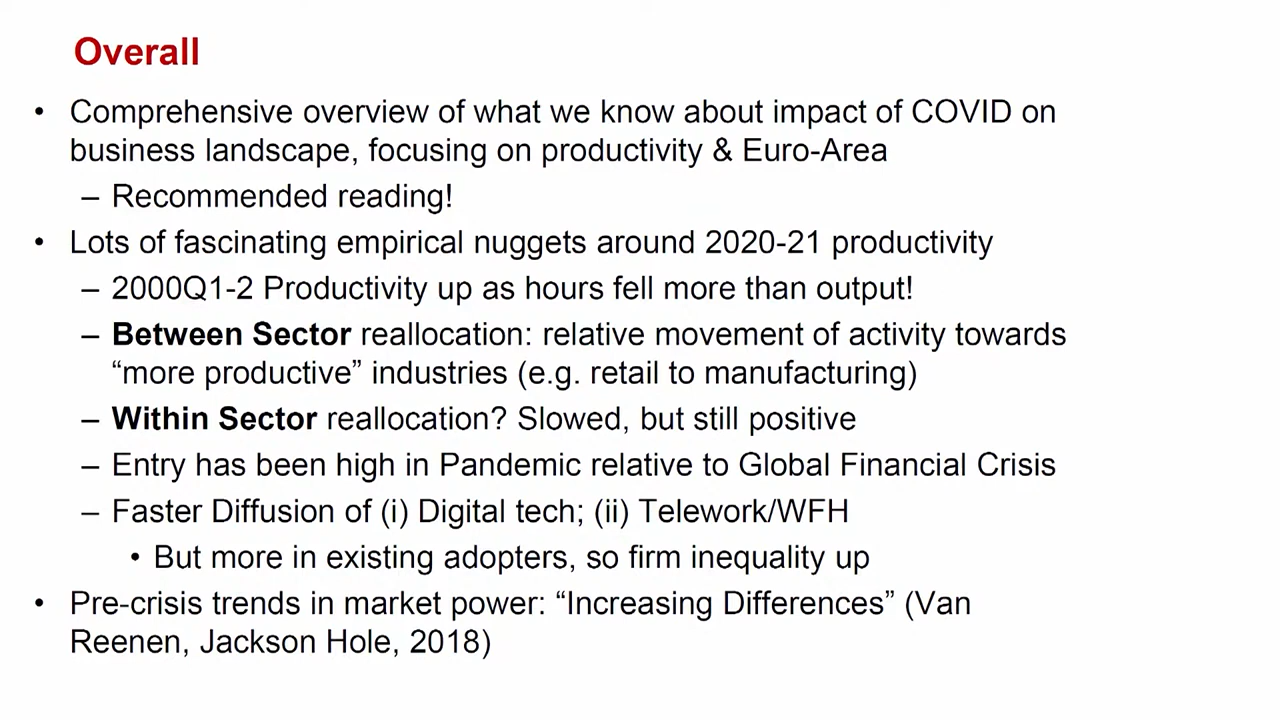 Overall
• Comprehensive overview of what we know about impact of COVID on
business landscape, focusing on productivity & Euro-Area
– Recommended reading!
• Lots of fascinating empirical nuggets around 2020-21 productivity
– 2000Q1-2 Productivity up as hours fell more than output!
– Between Sector reallocation: relative movement of activity towards
“more productive” industries (e.g. retail to manufacturing)
– Within Sector reallocation? Slowed, but still positive
– Entry has been high in Pandemic relative to Global Financial Crisis
– Faster Diffusion of (i) Digital tech; (ii) Telework/WFH
• But more in existing adopters, so firm inequality up
• Pre-crisis trends in market power: “Increasing Differences” (Van
Reenen, Jackson Hole, 2018)